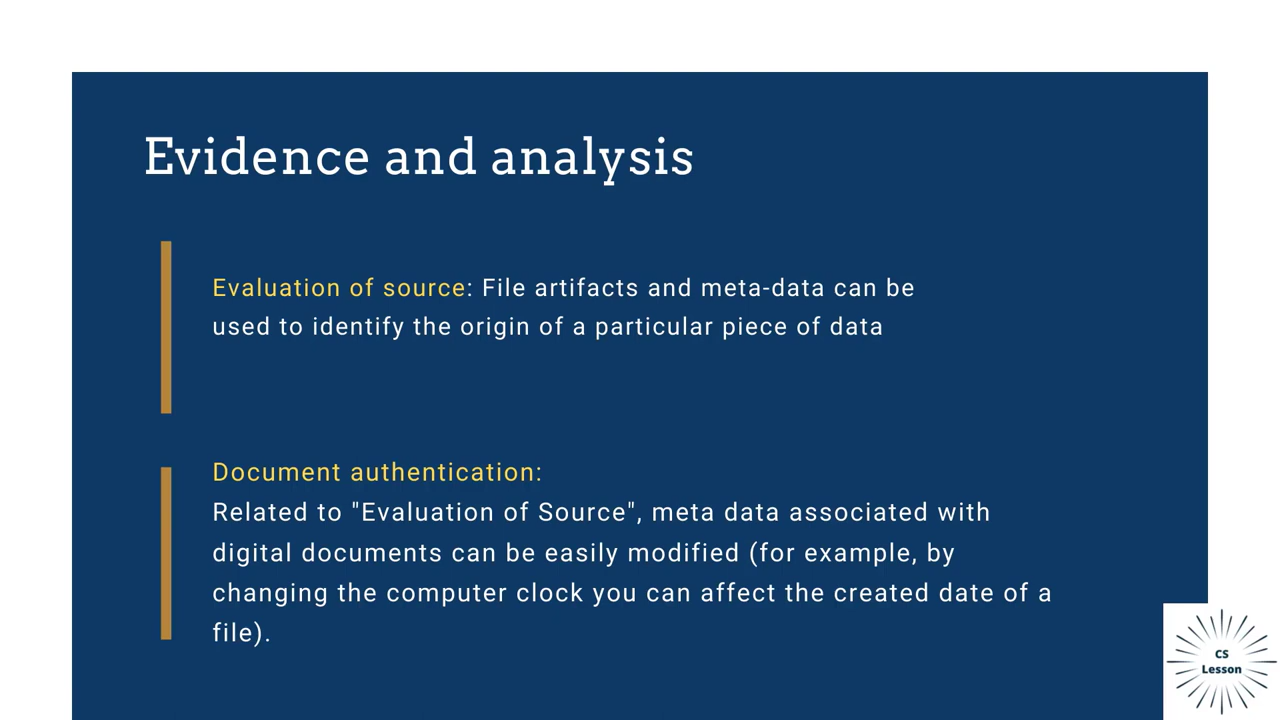 Evidence and analysis
Evaluation of source: File artifacts and meta-data can be
used to identify the origin of a particular piece of data
Document authentication:
Related to "Evaluation of Source", meta data associated with
digital documents can be easily modified (for example, by
changing the computer clock you can affect the created date of a
file).
CS
Lesson